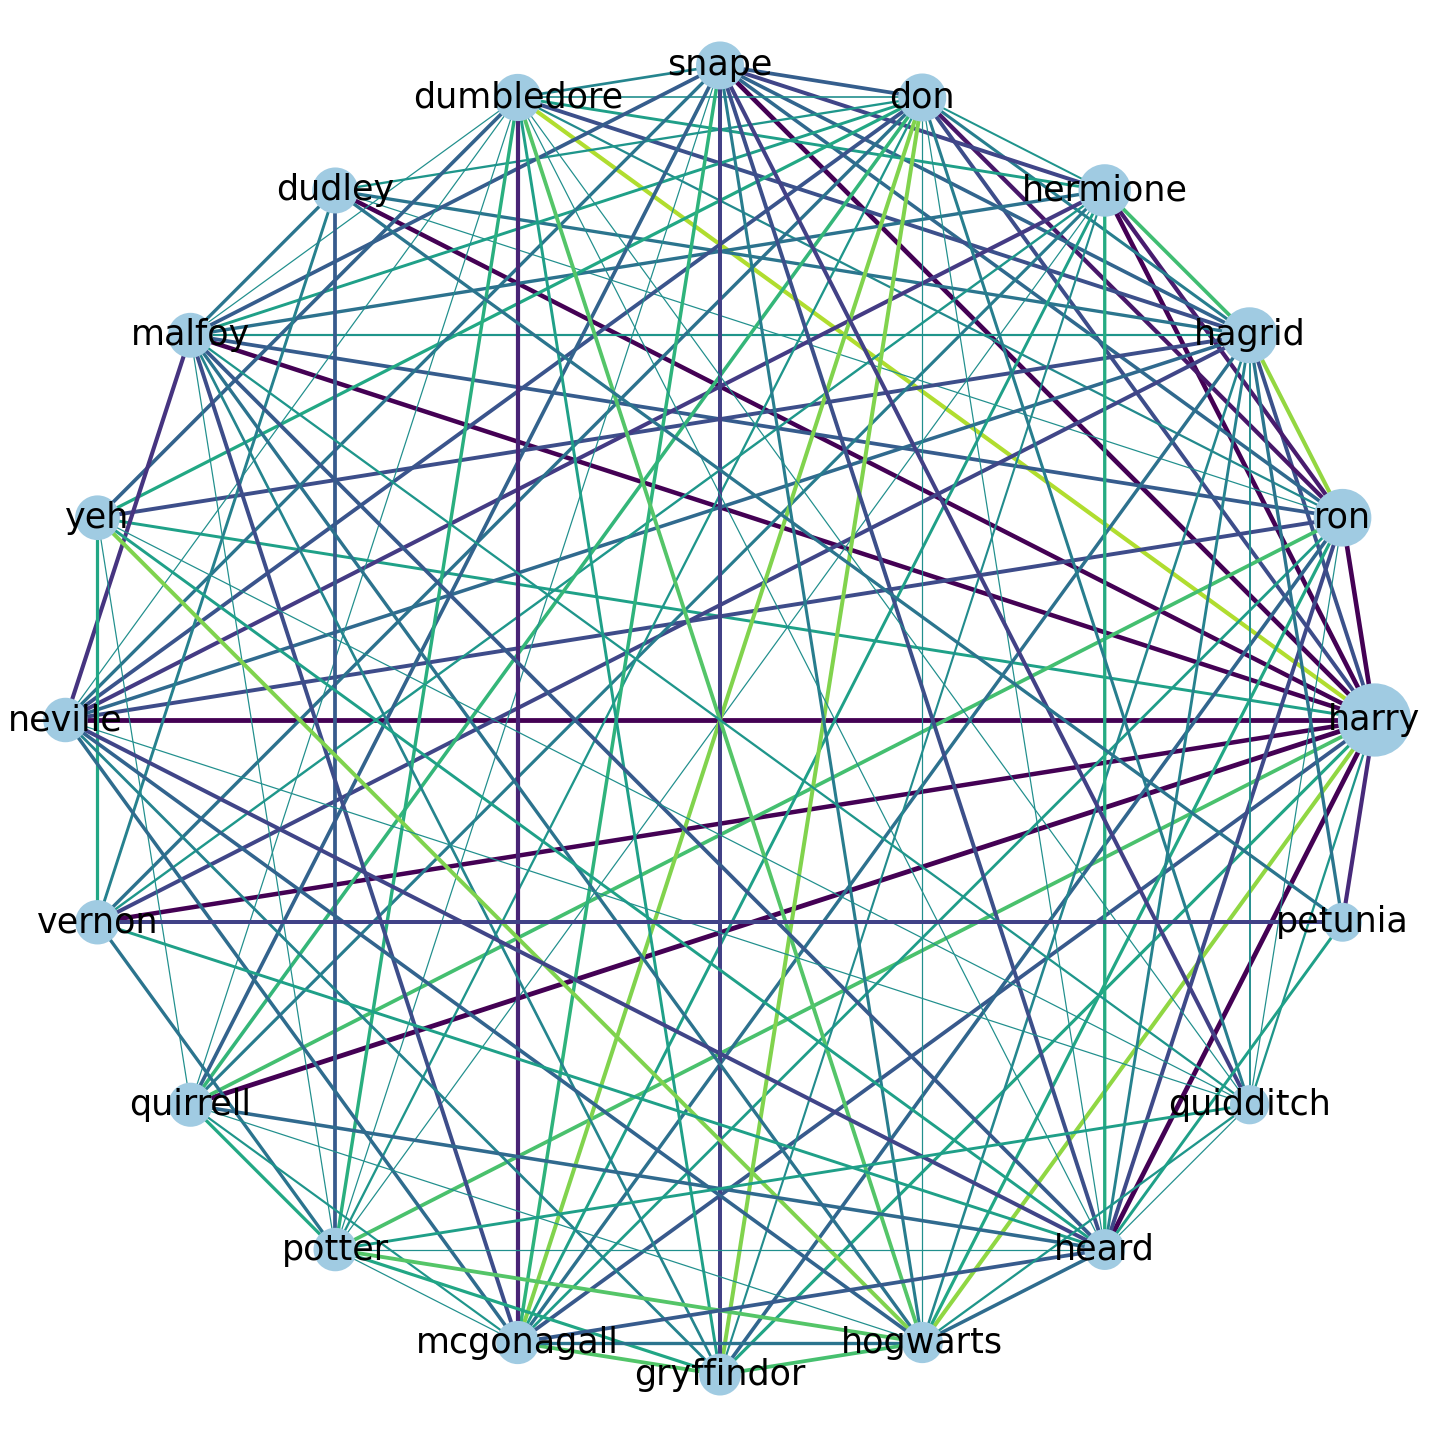 snape
dumbledore
don
dudley
hermione
malfoy
hagrid
yeh
ron
neville
harry
vernon
petunia
quirrell
quidditch
potter
heard
mcgonagall
hogwarts
gryffindor